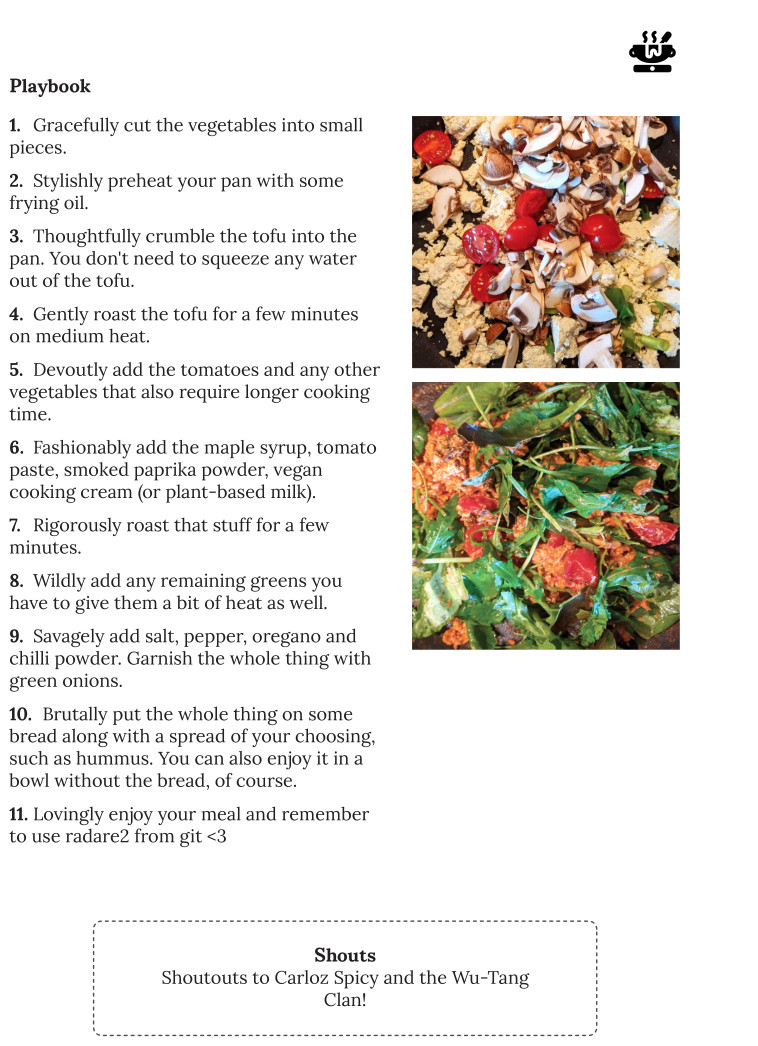 Playbook
1. Gracefully cut the vegetables into small
pieces.
2. Stylishly preheat your pan with some
frying oil.
3. Thoughtfully crumble the tofu into the
pan. You don't need to squeeze any water
out of the tofu.
4. Gently roast the tofu for a few minutes
on medium heat.
5. Devoutly add the tomatoes and any other
vegetables that also require longer cooking
time.
6. Fashionably add the maple syrup, tomato
paste, smoked paprika powder, vegan
cooking cream (or plant-based milk).
7. Rigorously roast that stuff for a few
minutes.
8. Wildly add any remaining greens you
have to give them a bit of heat as well.
9. Savagely add salt, pepper, oregano and
chilli powder. Garnish the whole thing with
green onions.
10. Brutally put the whole thing on some
bread along with a spread of your choosing,
such as hummus. You can also enjoy it in a
bowl without the bread, of course.
11. Lovingly enjoy your meal and remember
to use radare2 from git <3
Shouts
Shoutouts to Carloz Spicy and the Wu-Tang
Clan!